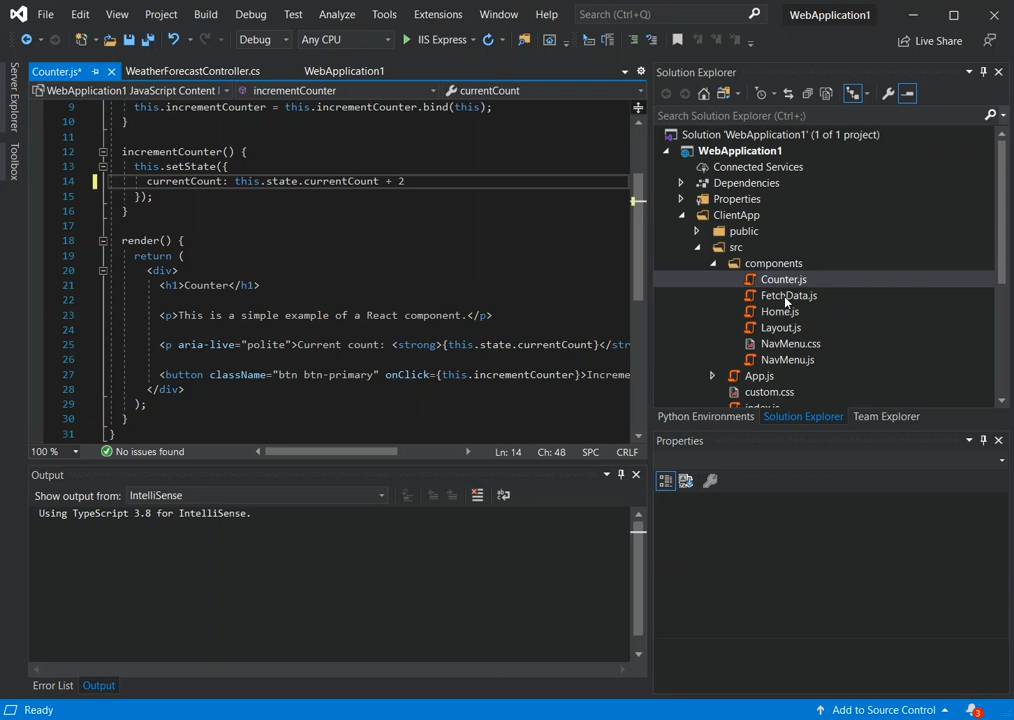 File Edit View Project Build Debug Test Analyze Tools Extensions Window Help Search (Ctrl+Q) WebApplication1
Debug Any CPU IIS Express Live Share
Server Explorer
Toolbox
Counter.js* WeatherForecastController.cs WebApplication1
WebApplication1 JavaScript Content incrementCounter currentCount
9 this.incrementCounter = this.incrementCounter.bind(this);
10 }
11
12 incrementCounter() {
13 this.setState({
14 currentCount: this.state.currentCount + 2
15 });
16 }
17
18 render() {
19 return (
20 <div>
21 <h1>Counter</h1>
22
23 <p>This is a simple example of a React component.</p>
24
25 <p aria-live="polite">Current count: <strong>{this.state.currentCount}</str
26
27 <button className="btn btn-primary" onClick={this.incrementCounter}>Increme
28 </div>
29 );
30 }
31 }
100 % No issues found Ln: 14 Ch: 48 SPC CRLF
Output
Show output from: IntelliSense
Using TypeScript 3.8 for IntelliSense.
Error List Output
Solution Explorer
Search Solution Explorer (Ctrl+;)
Solution 'WebApplication1' (1 of 1 project)
WebApplication1
Connected Services
Dependencies
Properties
ClientApp
public
src
components
Counter.js
FetchData.js
Home.js
Layout.js
NavMenu.css
NavMenu.js
App.js
custom.css
index.js
Python Environments Solution Explorer Team Explorer
Properties
Ready Add to Source Control 3